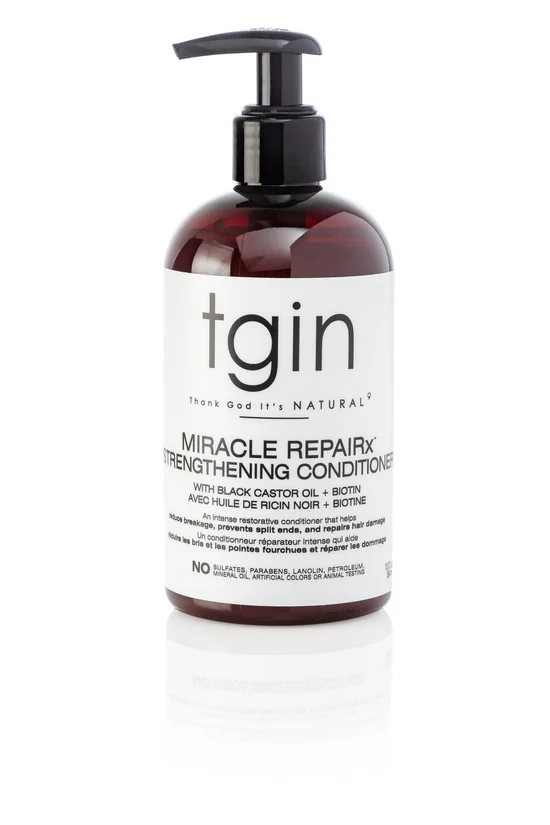 tgin
Thank God It's NATURAL
MIRACLE REPAIRx™
STRENGTHENING CONDITIONER
WITH BLACK CASTOR OIL + BIOTIN
AVEC HUILE DE RICIN NOIR + BIOTINE
An intense restorative conditioner that helps
reduce breakage, prevents split ends, and repairs hair damage
Un conditionneur réparateur intense qui aide
réduire les bris et les pointes fourchues et réparer les dommages
NO SULFATES, PARABENS, LANOLIN, PETROLEUM,
MINERAL OIL, ARTIFICIAL COLORS OR ANIMAL TESTING